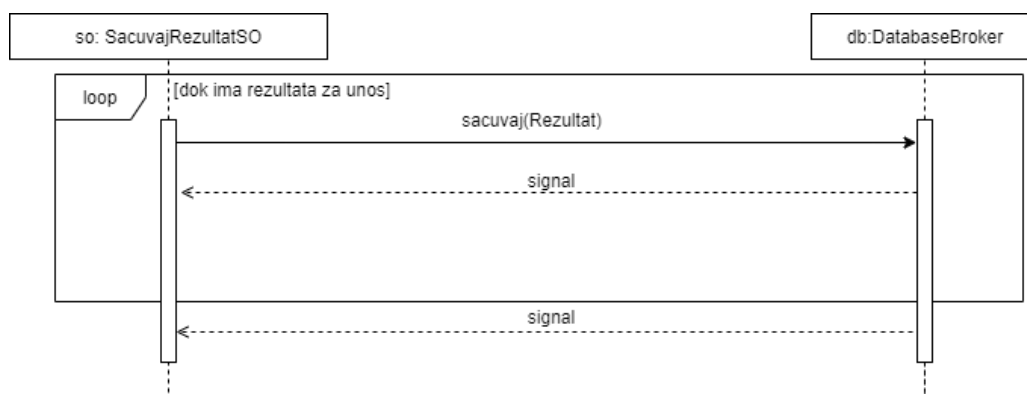 so: SacuvajRezultatSO
db:DatabaseBroker
loop
[dok ima rezultata za unos]
sacuvaj(Rezultat)
signal
signal